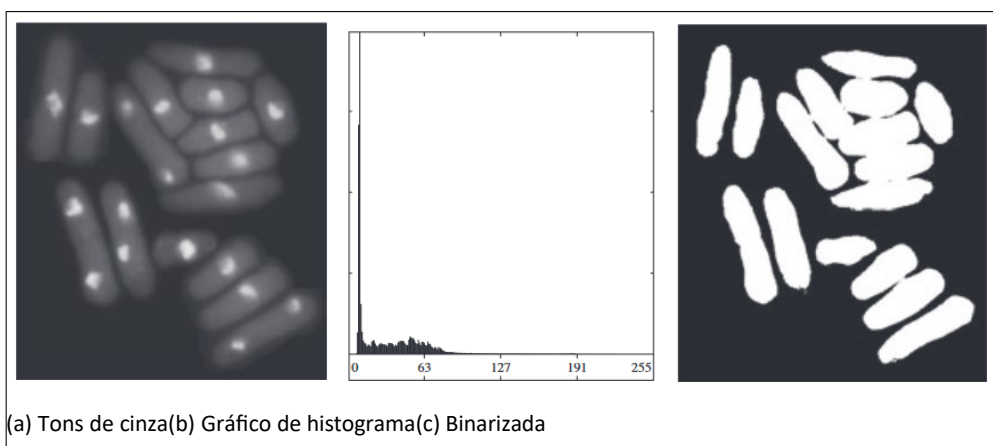 0 63 127 191 255
(a) Tons de cinza(b) Gráfico de histograma(c) Binarizada